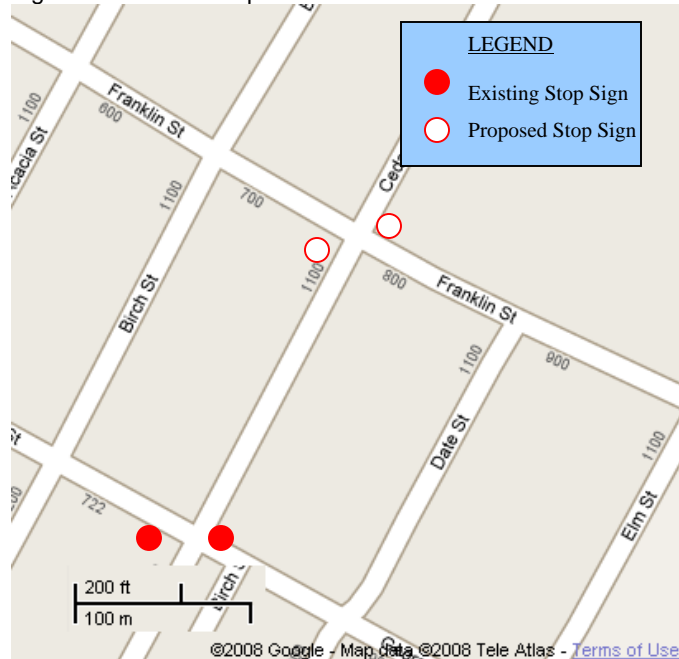 LEGEND
Existing Stop Sign
Proposed Stop Sign
Franklin St
600
1100
Acacia St
1100
700
Birch St
1100
800
Franklin St
900
1100
Date St
1100
Elm St
St
722
200 ft
100 m
©2008 Google - Map data ©2008 Tele Atlas - Terms of Use